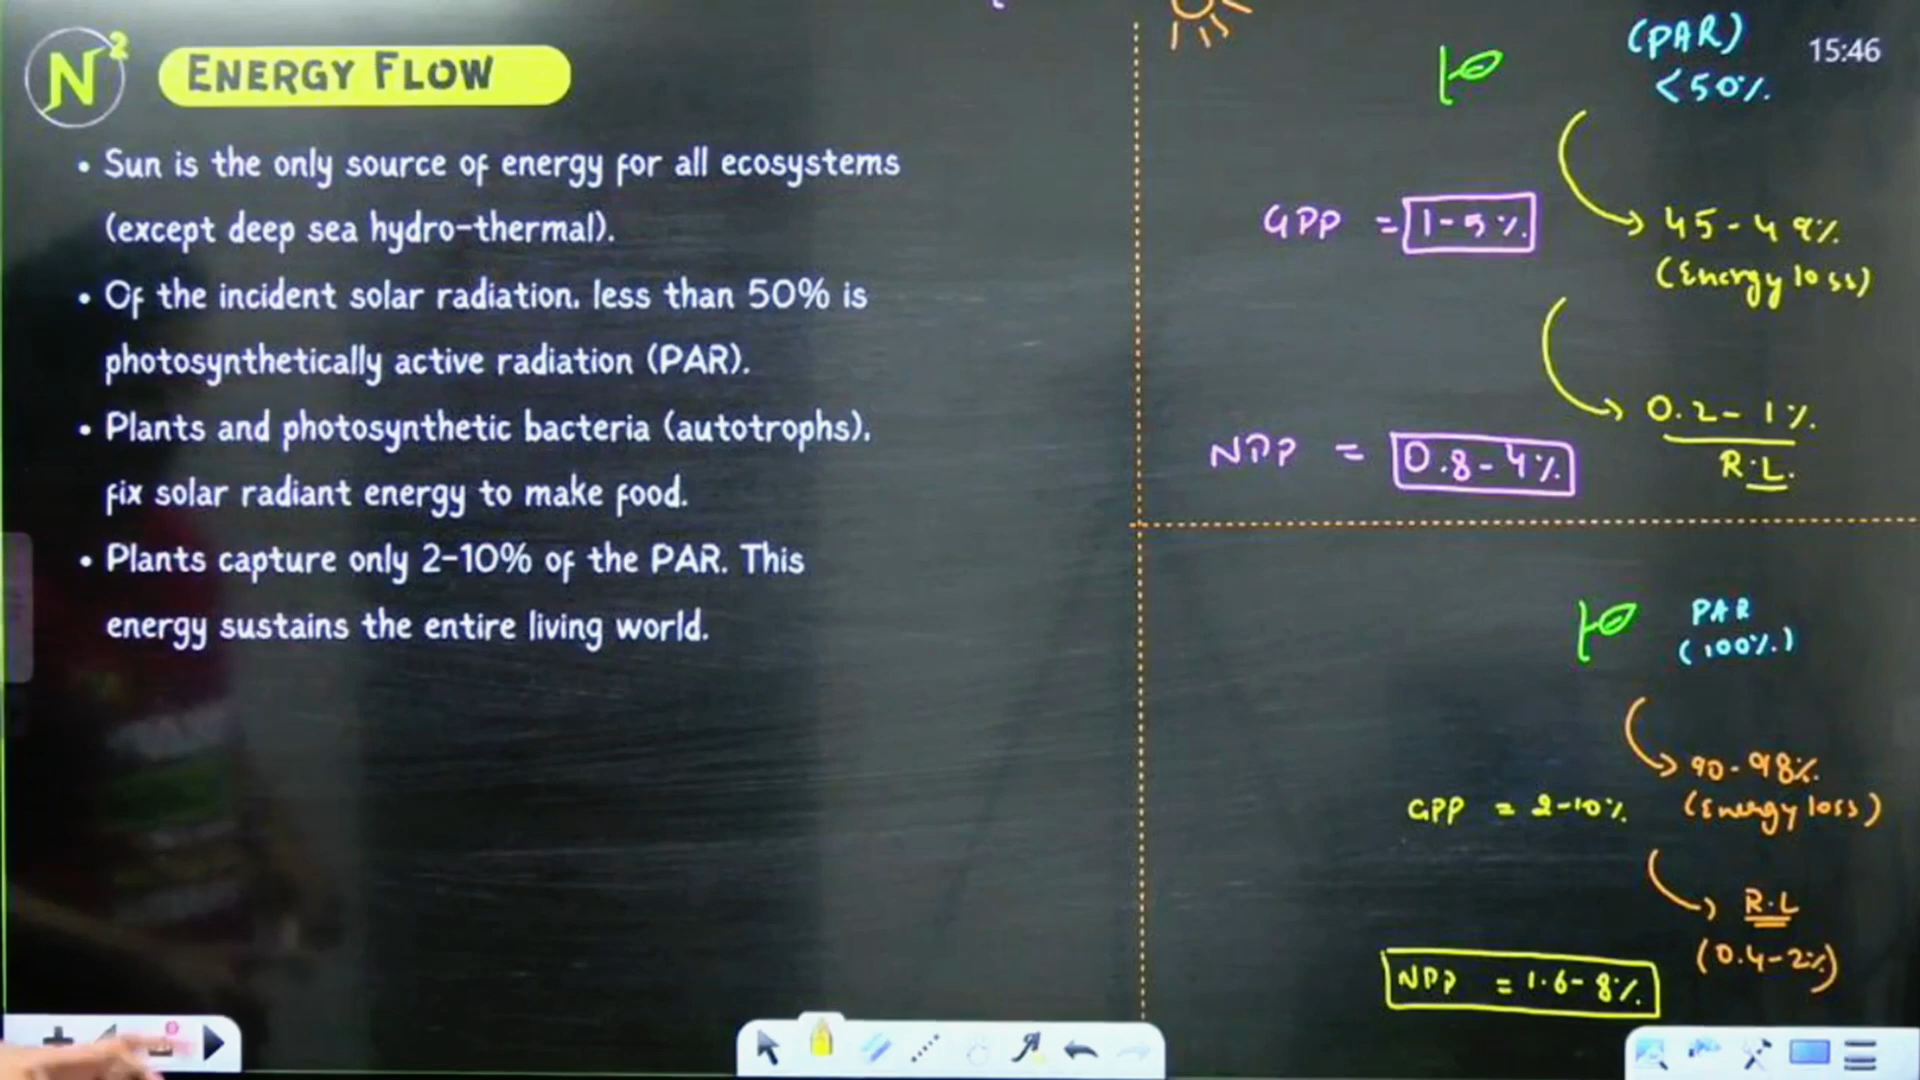 N²
ENERGY FLOW
• Sun is the only source of energy for all ecosystems
(except deep sea hydro-thermal).
• Of the incident solar radiation. less than 50% is
photosynthetically active radiation (PAR).
• Plants and photosynthetic bacteria (autotrophs).
fix solar radiant energy to make food.
• Plants capture only 2-10% of the PAR. This
energy sustains the entire living world.
(PAR)
<50%.
15:46
GPP = 1-5%.
45-49%.
(Energy loss)
0.2-1%.
R.L.
NPP = 0.8-4%.
PAR
(100%.)
90-98%.
(Energy loss)
GPP = 2-10%.
R.L
(0.4-2%)
NPP = 1.6-8%.